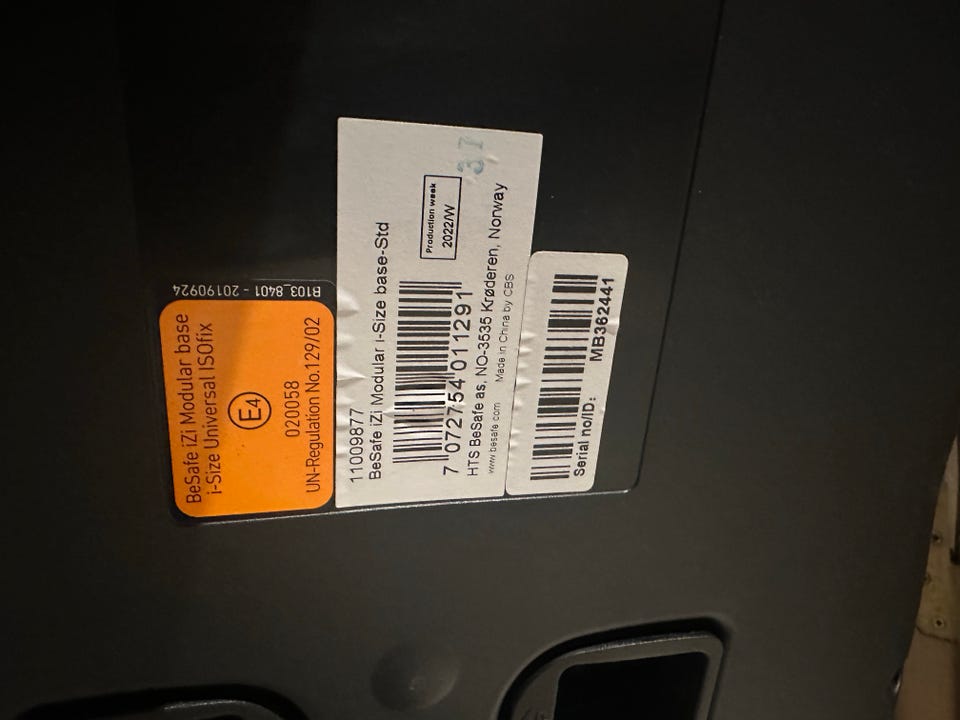 B103_8401 - 20190924
BeSafe iZi Modular base
i-Size Universal ISOfix
E4
020058
UN-Regulation No.129/02
11009877
BeSafe iZi Modular i-Size base-Std
Production week
2022/W
37
7 072754 011291
HTS BeSafe as, NO-3535 Krøderen, Norway
www.besafe.com Made in China by CBS
Serial no/ID: MB362441